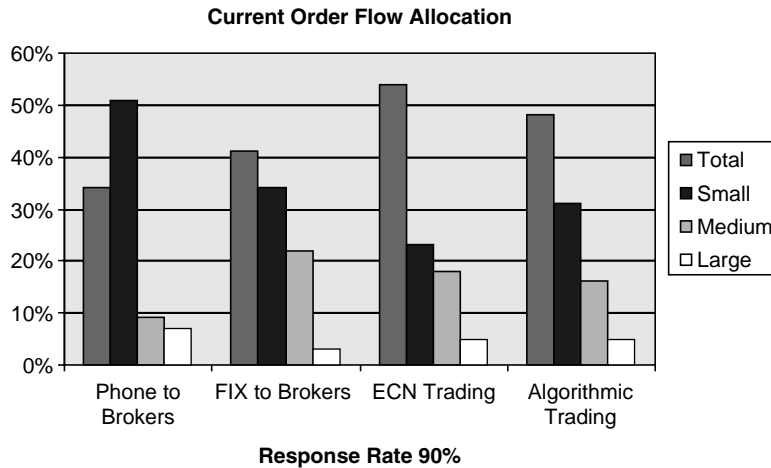 Current Order Flow Allocation
60%
50%
40%
30%
20%
10%
0%
Total
Small
Medium
Large
Phone to
Brokers
FIX to Brokers
ECN Trading
Algorithmic
Trading
Response Rate 90%